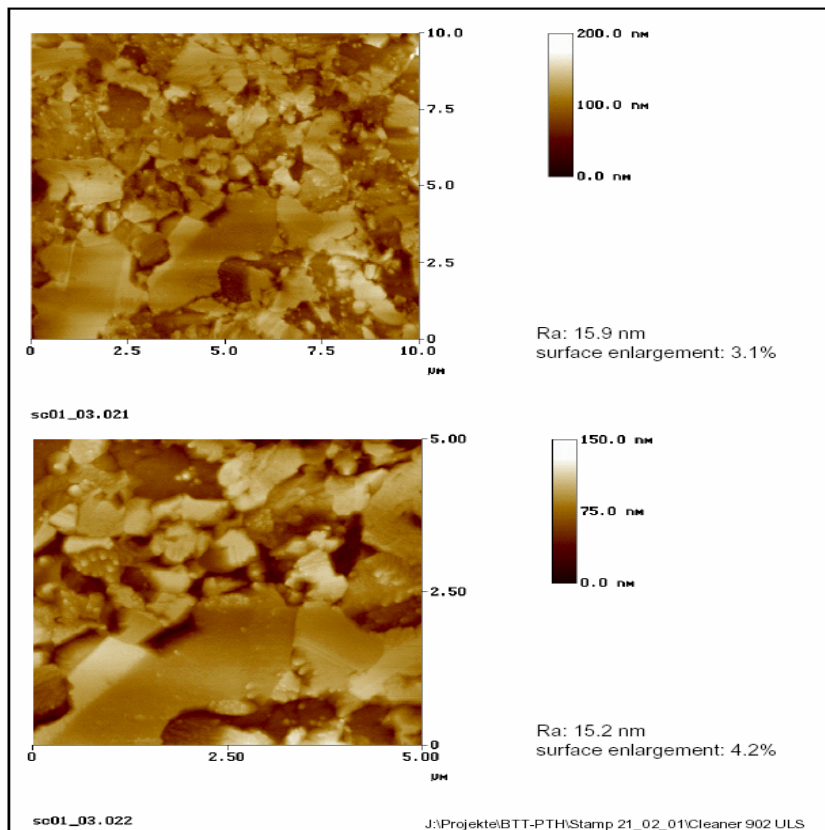 10.0
7.5
5.0
2.5
0
0 2.5 5.0 7.5 10.0
μM
200.0 nM
100.0 nM
0.0 nM
Ra: 15.9 nm
surface enlargement: 3.1%
sc01_03.021
5.00
2.50
0
0 2.50 5.00
μM
150.0 nM
75.0 nM
0.0 nM
Ra: 15.2 nm
surface enlargement: 4.2%
sc01_03.022
J:\Projekte\BTT-PTH\Stamp 21_02_01\Cleaner 902 ULS